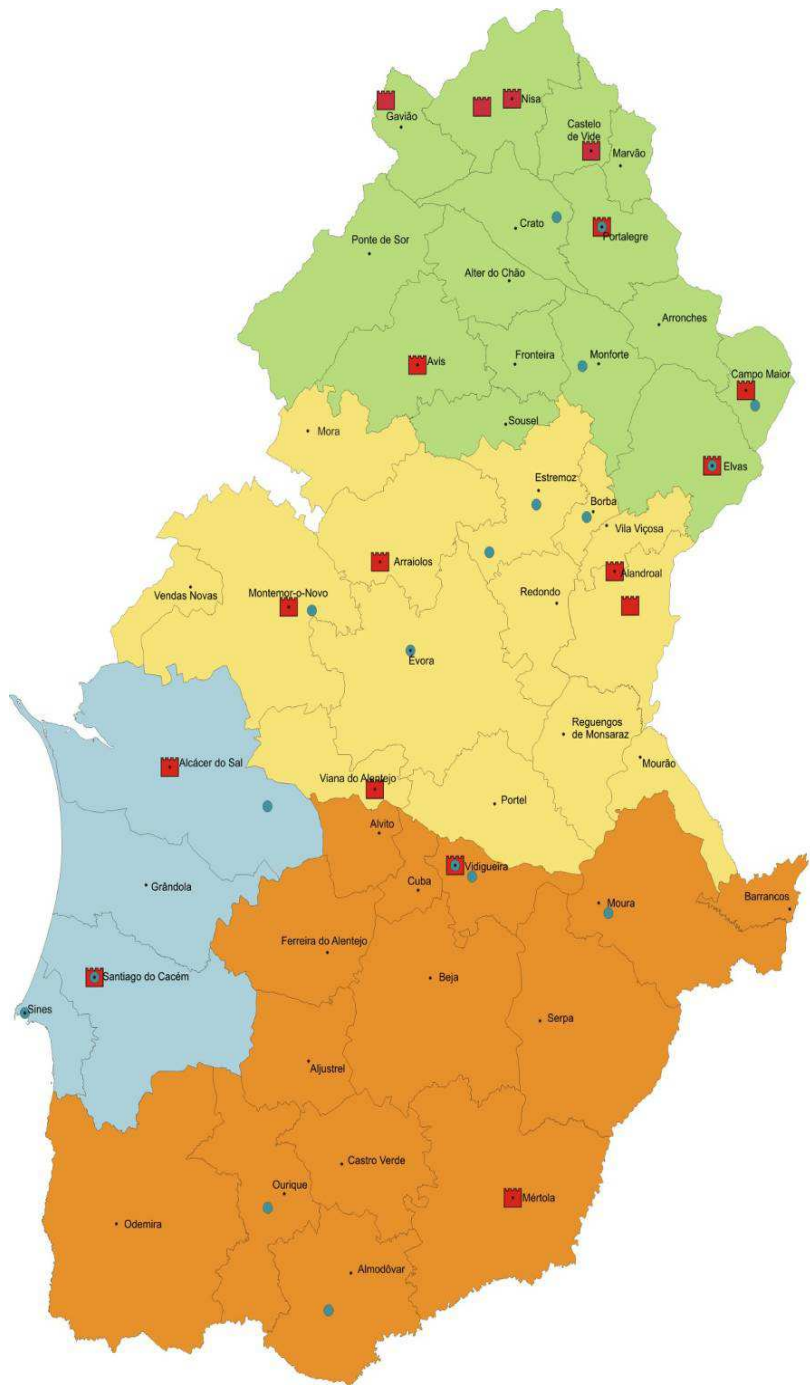 Nisa
Gavião
Castelo
de Vide
Marvão
Crato
Portalegre
Ponte de Sor
Alter do Chão
Arronches
Avis
Fronteira
Monforte
Campo Maior
Sousel
Mora
Elvas
Estremoz
Borba
Vila Viçosa
Arraiolos
Alandroal
Vendas Novas
Montemor-o-Novo
Redondo
Évora
Reguengos
de Monsaraz
Mourão
Alcácer do Sal
Viana do Alentejo
Portel
Alvito
Vidigueira
Cuba
Grândola
Moura
Barrancos
Ferreira do Alentejo
Santiago do Cacém
Beja
Sines
Serpa
Aljustrel
Castro Verde
Ourique
Mértola
Odemira
Almodôvar